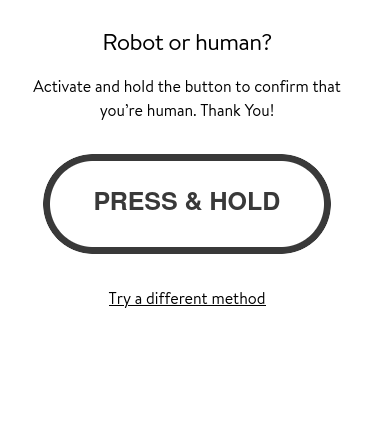 Robot or human?
Activate and hold the button to confirm that
you're human. Thank You!
PRESS & HOLD
Try a different method